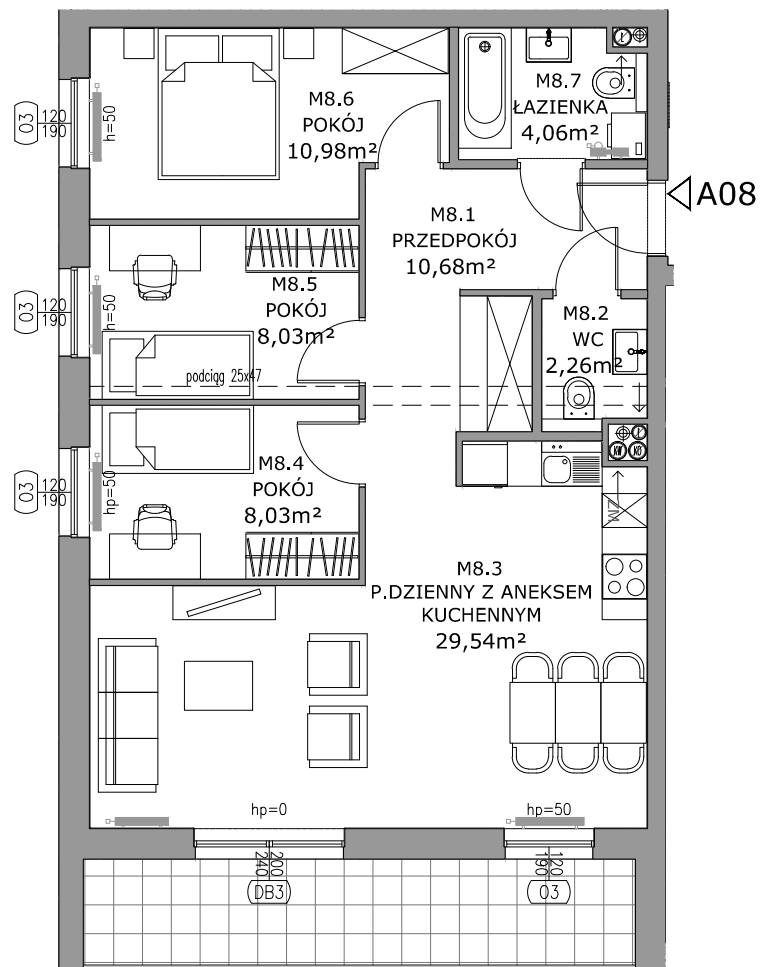 M8.6
POKÓJ
10,98m²
M8.7
ŁAZIENKA
4,06m²
03
120
190
h=50
A08
M8.1
PRZEDPOKÓJ
10,68m²
M8.5
POKÓJ
8,03m²
03
120
190
h=50
M8.2
WC
2,26m²
podciąg 25x47
M8.4
POKÓJ
8,03m²
03
120
190
hp=50
KW
KG
ZM
M8.3
P.DZIENNY Z ANEKSEM
KUCHENNYM
29,54m²
hp=0
hp=50
200
240
DB3
120
190
03